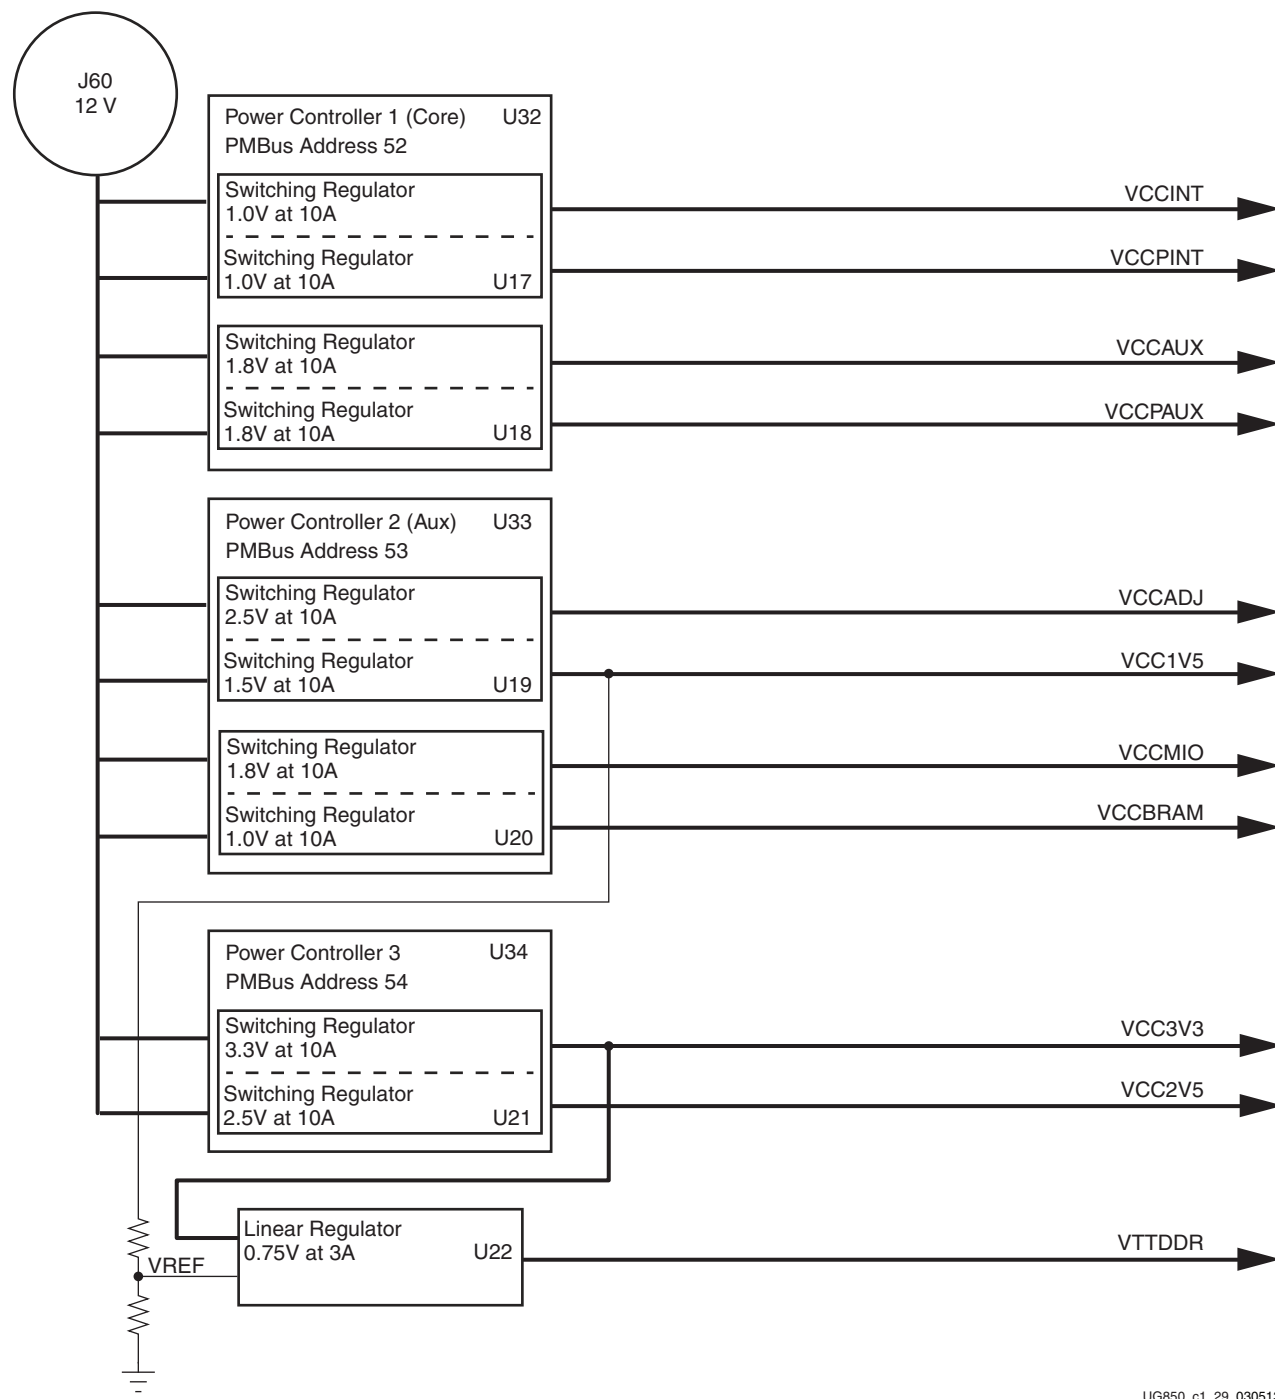 J60
12 V
Power Controller 1 (Core) U32
PMBus Address 52
Switching Regulator
1.0V at 10A
VCCINT
Switching Regulator
1.0V at 10A U17
VCCPINT
Switching Regulator
1.8V at 10A
VCCAUX
Switching Regulator
1.8V at 10A U18
VCCPAUX
Power Controller 2 (Aux) U33
PMBus Address 53
Switching Regulator
2.5V at 10A
VCCADJ
Switching Regulator
1.5V at 10A U19
VCC1V5
Switching Regulator
1.8V at 10A
VCCMIO
Switching Regulator
1.0V at 10A U20
VCCBRAM
Power Controller 3 U34
PMBus Address 54
Switching Regulator
3.3V at 10A
VCC3V3
Switching Regulator
2.5V at 10A U21
VCC2V5
Linear Regulator
0.75V at 3A U22
VTTDDR
VREF